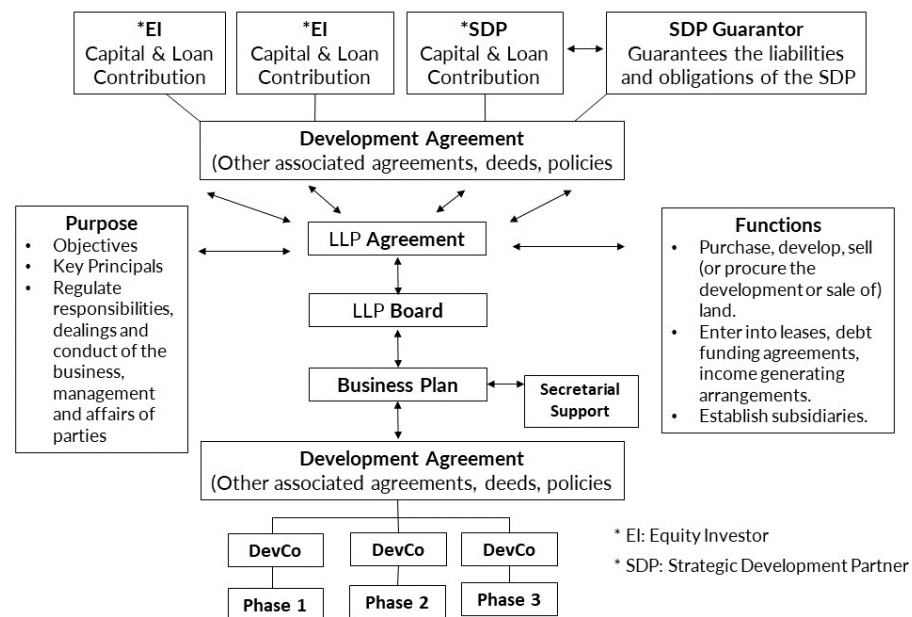 *EI
Capital & Loan
Contribution
*EI
Capital & Loan
Contribution
*SDP
Capital & Loan
Contribution
SDP Guarantor
Guarantees the liabilities
and obligations of the SDP
Development Agreement
(Other associated agreements, deeds, policies
Purpose
• Objectives
• Key Principals
• Regulate
responsibilities,
dealings and
conduct of the
business,
management
and affairs of
parties
LLP Agreement
LLP Board
Business Plan
Secretarial
Support
Functions
• Purchase, develop, sell
(or procure the
development or sale of)
land.
• Enter into leases, debt
funding agreements,
income generating
arrangements.
• Establish subsidiaries.
Development Agreement
(Other associated agreements, deeds, policies
DevCo
DevCo
DevCo
Phase 1
Phase 2
Phase 3
* EI: Equity Investor
* SDP: Strategic Development Partner